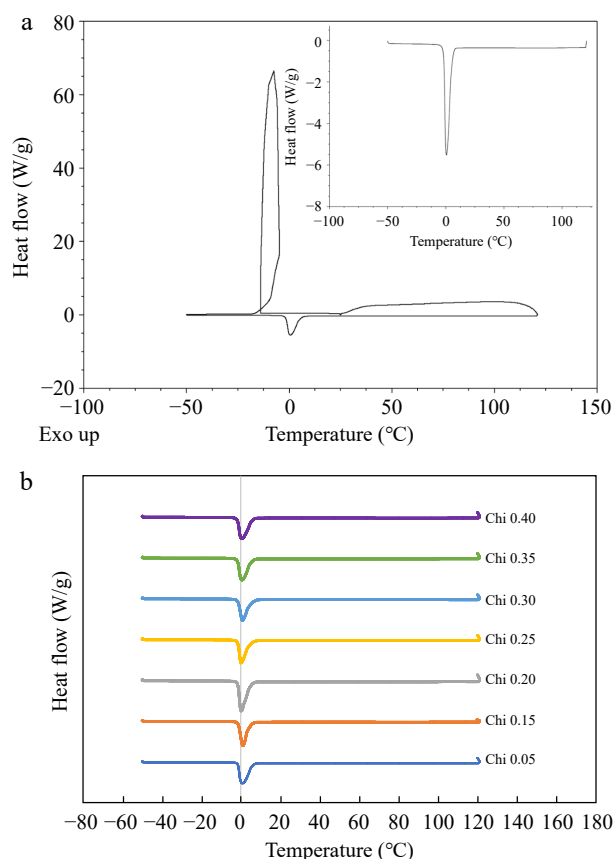 a
80
60
40
20
0
−20
Heat flow (W/g)
−100
−50
0
50
100
150
Exo up
Temperature (℃)
0
−2
−4
−6
−8
Heat flow (W/g)
−100
−50
0
50
100
Temperature (℃)
b
Heat flow (W/g)
Chi 0.40
Chi 0.35
Chi 0.30
Chi 0.25
Chi 0.20
Chi 0.15
Chi 0.05
−80 −60 −40 −20 0 20 40 60 80 100 120 140 160 180
Temperature (℃)